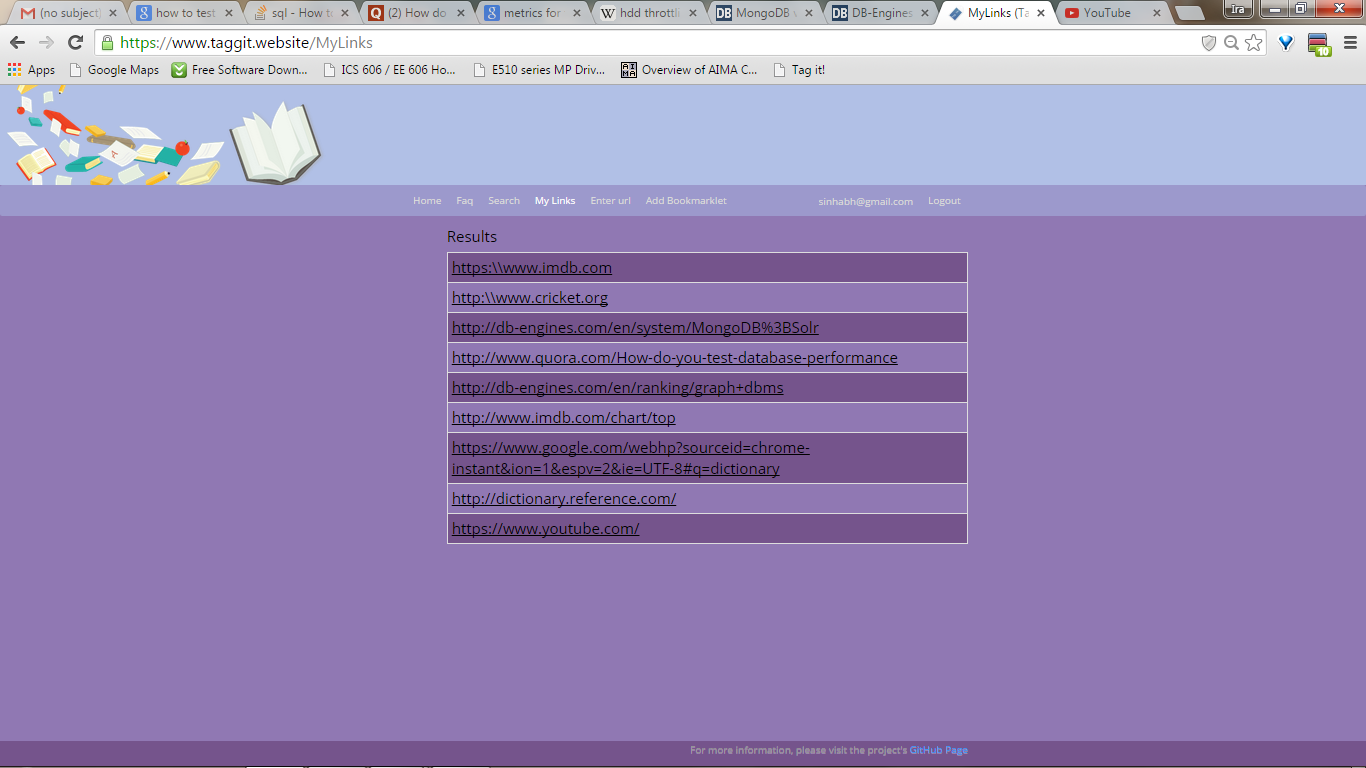 (no subject) how to test sql - How to (2) How do metrics for hdd throttli MongoDB v DB-Engines MyLinks (Ta YouTube Ira
https://www.taggit.website/MyLinks
10
Apps Google Maps Free Software Down... ICS 606 / EE 606 Ho... E510 series MP Driv... AI MA Overview of AIMA C... Tag it!
Home Faq Search My Links Enter url Add Bookmarklet sinhabh@gmail.com Logout
Results
https:\\www.imdb.com
http:\\www.cricket.org
http://db-engines.com/en/system/MongoDB%3BSolr
http://www.quora.com/How-do-you-test-database-performance
http://db-engines.com/en/ranking/graph+dbms
http://www.imdb.com/chart/top
https://www.google.com/webhp?sourceid=chrome-
instant&ion=1&espv=2&ie=UTF-8#q=dictionary
http://dictionary.reference.com/
https://www.youtube.com/
For more information, please visit the project's GitHub Page